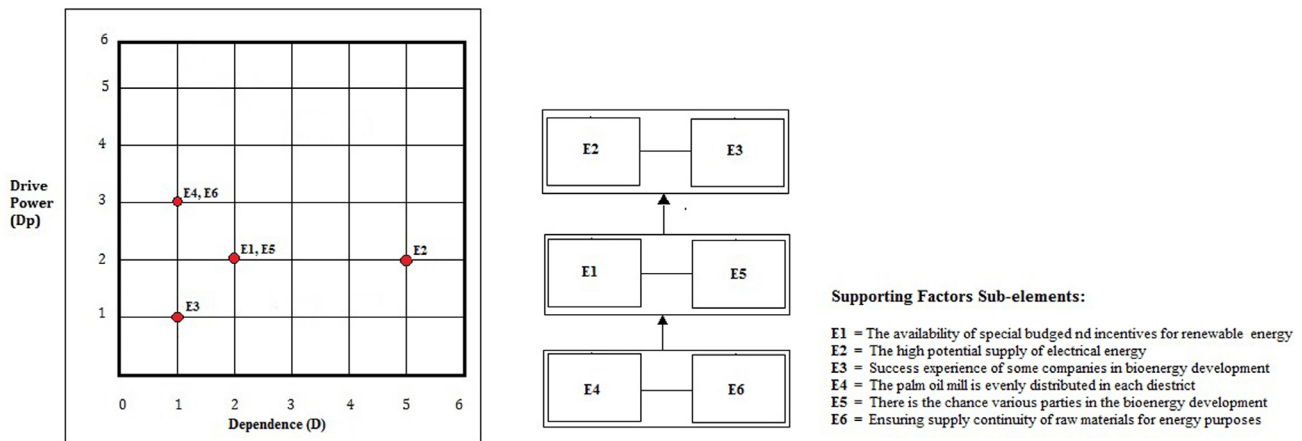 6
5
4
Drive
Power
(Dp)
3
E4, E6
2
E1, E5
E2
1
E3
0 1 2 3 4 5 6
Dependence (D)
E2 E3
E1 E5
E4 E6
Supporting Factors Sub-elements:
E1 = The availability of special budged nd incentives for renewable energy
E2 = The high potential supply of electrical energy
E3 = Success experience of some companies in bioenergy development
E4 = The palm oil mill is evenly distributed in each diestrict
E5 = There is the chance various parties in the bioenergy development
E6 = Ensuring supply continuity of raw materials for energy purposes